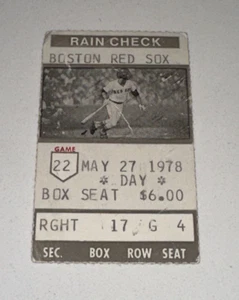 RAIN CHECK
BOSTON RED SOX
GAME
22 MAY 27 1978
* DAY *
BOX SEAT $6.00
RGHT 17 G 4
SEC. BOX ROW SEAT